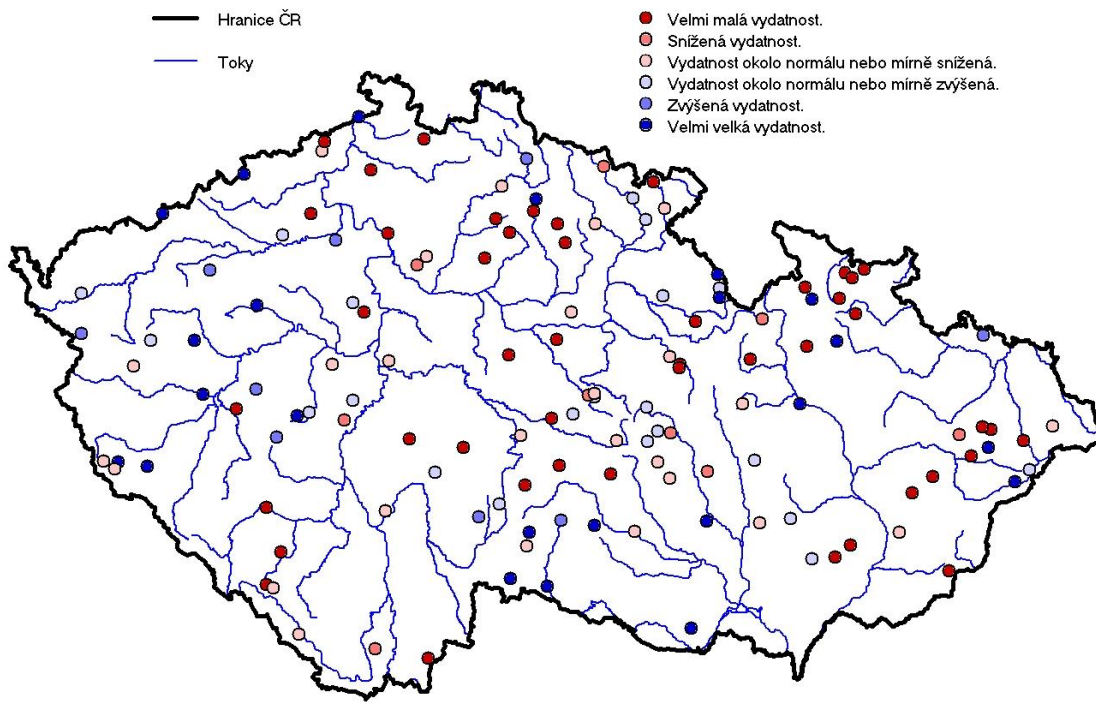 Hranice ČR
Toky
Velmi malá vydatnost.
Snížená vydatnost.
Vydatnost okolo normálu nebo mírně snížená.
Vydatnost okolo normálu nebo mírně zvýšená.
Zvýšená vydatnost.
Velmi velká vydatnost.